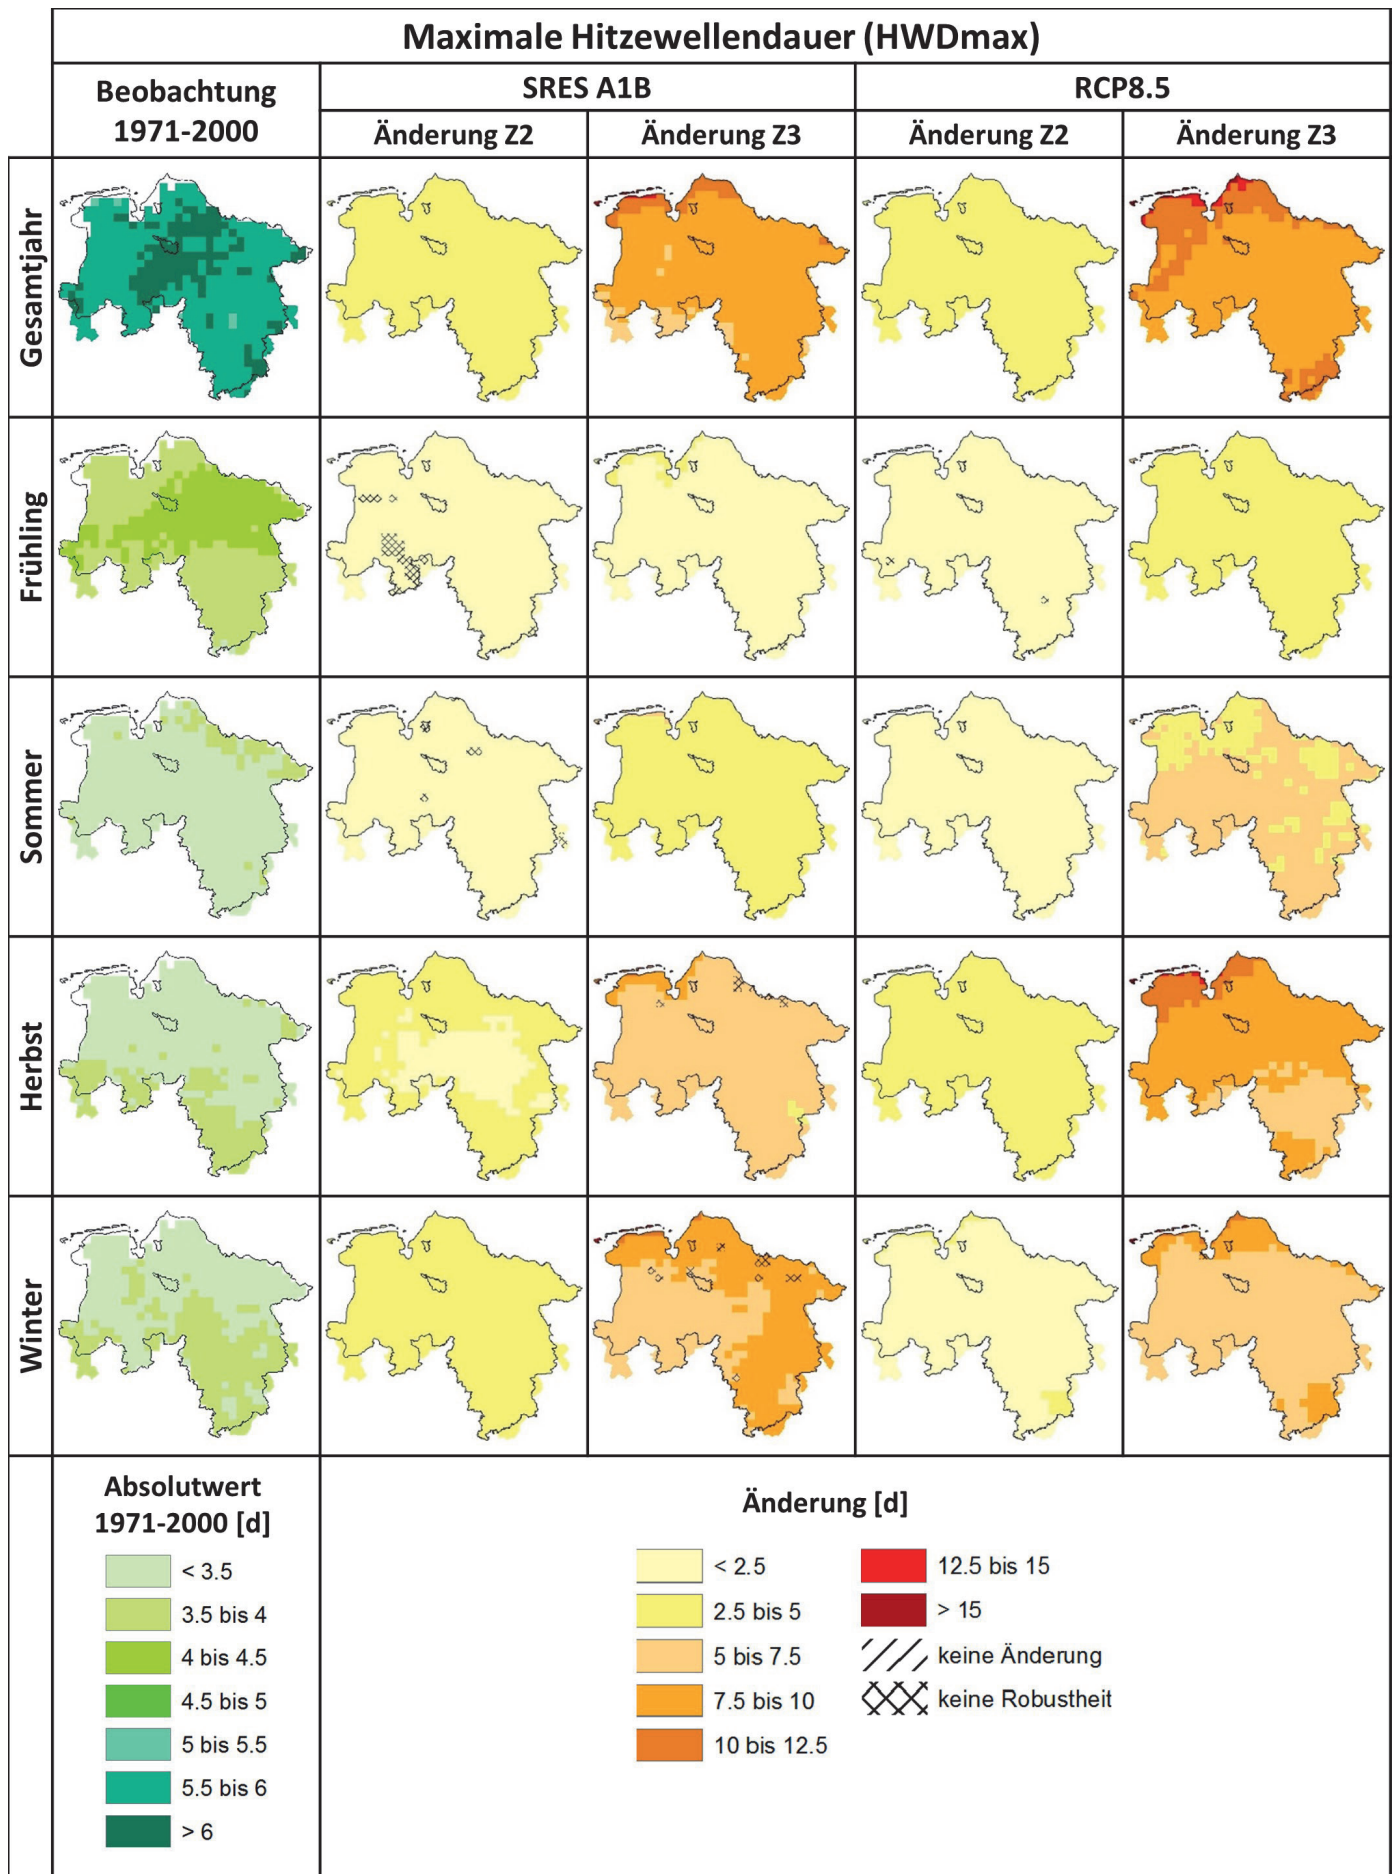 Maximale Hitzewellendauer (HWDmax)
Beobachtung
1971-2000
SRES A1B
RCP8.5
Änderung Z2
Änderung Z3
Änderung Z2
Änderung Z3
Gesamtjahr
Frühling
Sommer
Herbst
Winter
Absolutwert
1971-2000 [d]
< 3.5
3.5 bis 4
4 bis 4.5
4.5 bis 5
5 bis 5.5
5.5 bis 6
> 6
Änderung [d]
< 2.5
2.5 bis 5
5 bis 7.5
7.5 bis 10
10 bis 12.5
12.5 bis 15
> 15
keine Änderung
keine Robustheit